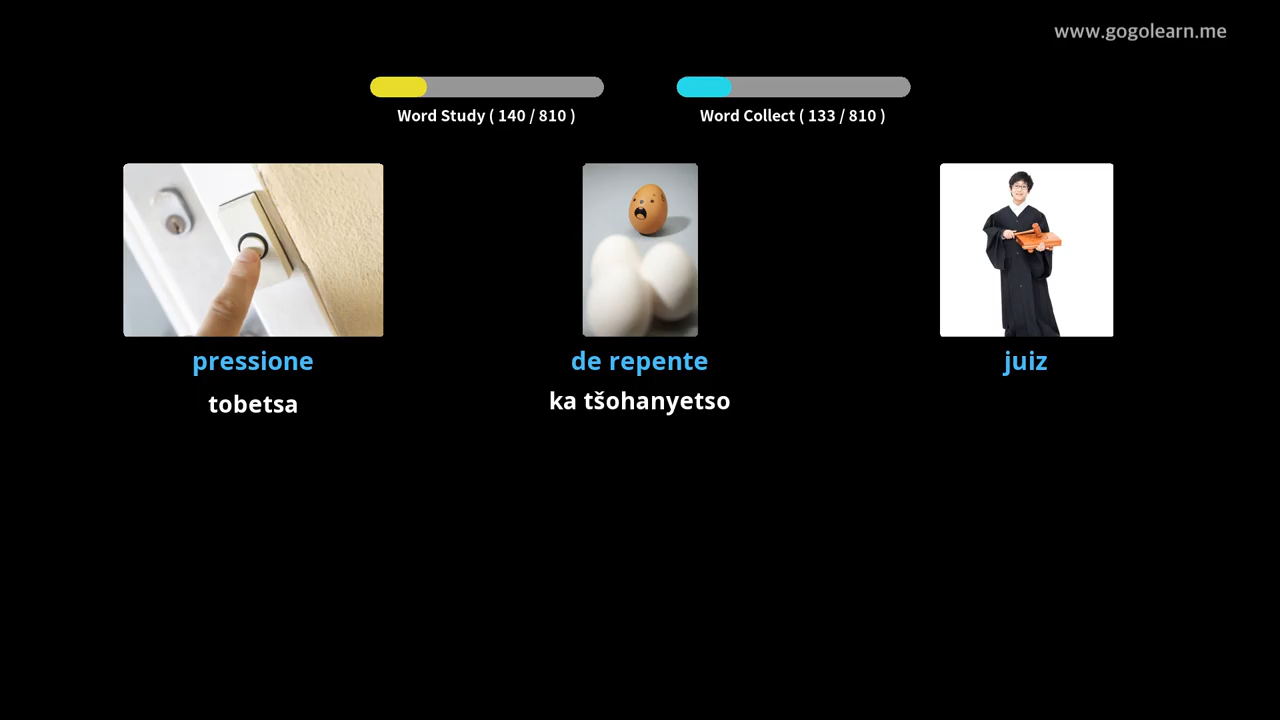 www.gogolearn.me
Word Study ( 140 / 810 )
Word Collect ( 133 / 810 )
pressione
de repente
juiz
tobetsa
ka tšohanyetso